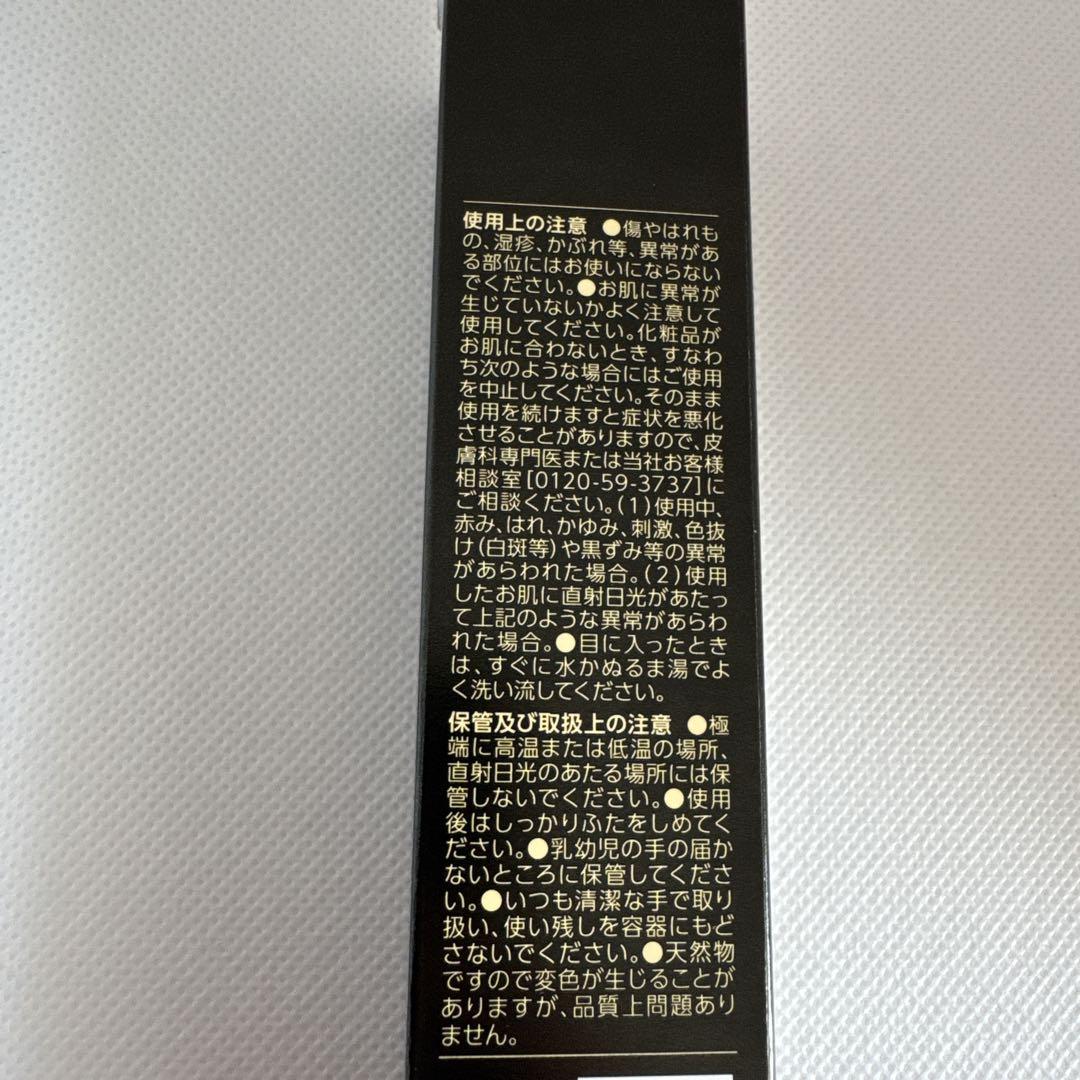 使用上の注意 ●傷やはれも
の、湿疹、かぶれ等、異常があ
る部位にはお使いにならない
でください。●お肌に異常が
生じていないかよく注意して
使用してください。化粧品が
お肌に合わないとき、すなわ
ち次のような場合にはご使用
を中止してください。そのまま
使用を続けますと症状を悪化
させることがありますので、皮
膚科専門医または当社お客様
相談室[0120-59-3737]に
ご相談ください。(1)使用中、
赤み、はれ、かゆみ、刺激、色抜
け(白斑等)や黒ずみ等の異常
があらわれた場合。(2)使用
したお肌に直射日光があたっ
て上記のような異常があらわ
れた場合。●目に入ったとき
は、すぐに水かぬるま湯でよ
く洗い流してください。
保管及び取扱上の注意 ●極
端に高温または低温の場所、
直射日光のあたる場所には保
管しないでください。●使用
後はしっかりふたをしめてく
ださい。●乳幼児の手の届か
ないところに保管してくださ
い。●いつも清潔な手で取り
扱い、使い残しを容器にもど
さないでください。●天然物
ですので変色が生じることが
ありますが、品質上問題あり
ません。